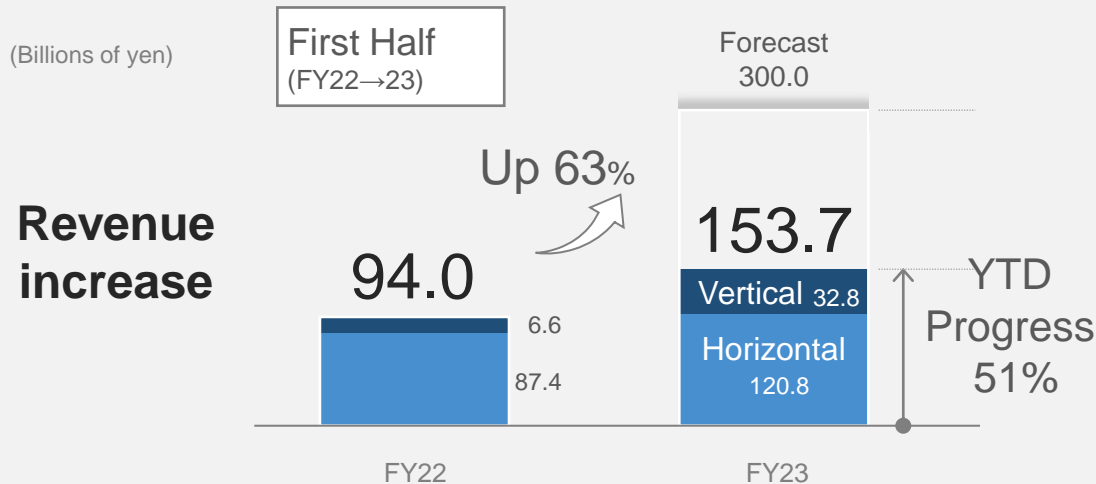 (Billions of yen)
First Half
(FY22→23)
Forecast
300.0
Up 63%
Revenue
increase
94.0
153.7
6.6
87.4
Vertical 32.8
Horizontal
120.8
YTD
Progress
51%
FY22
FY23